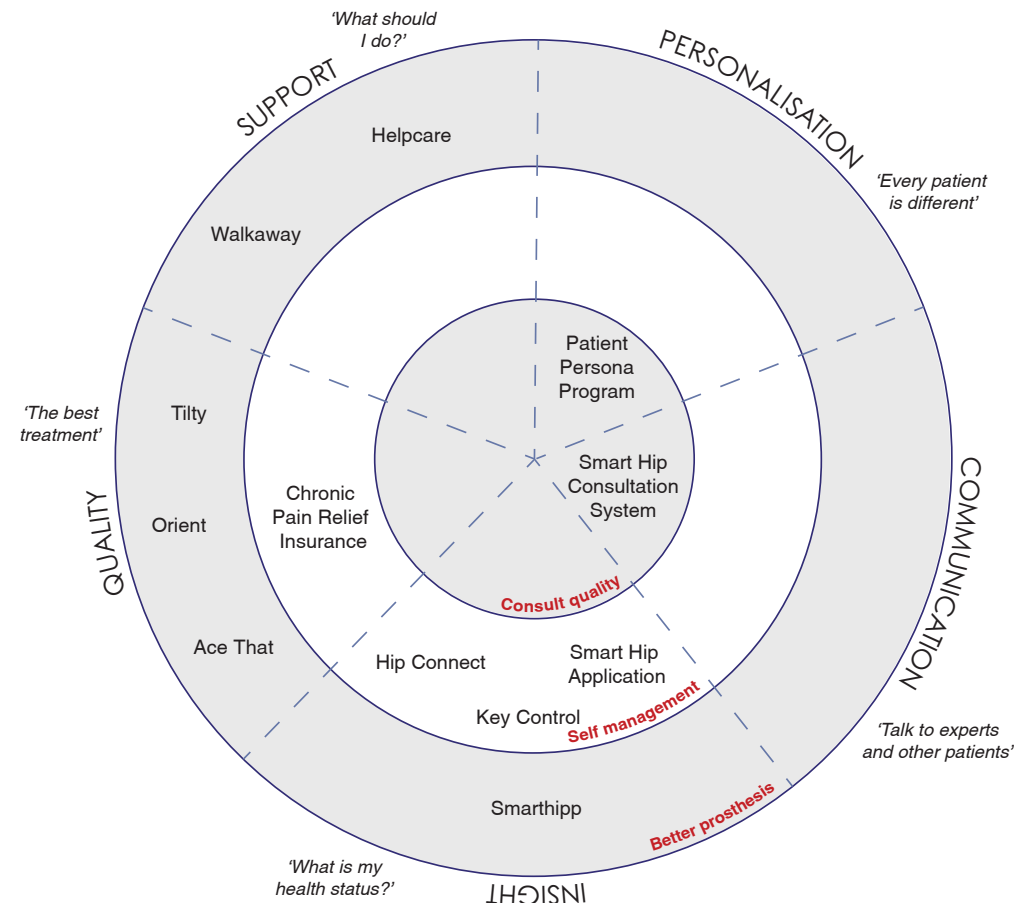 ‘What should
I do?’
SUPPORT
PERSONALISATION
Helpcare
‘Every patient
is different’
Walkaway
Patient
Persona
Program
‘The best
treatment’
Tilty
Smart Hip
Consultation
System
Chronic
Pain Relief
Insurance
Orient
QUALITY
COMMUNICATION
Consult quality
Ace That
Hip Connect
Smart Hip
Application
Key Control
Self management
‘Talk to experts
and other patients’
Smarthipp
Better prosthesis
‘What is my
health status?’
INSIGHT